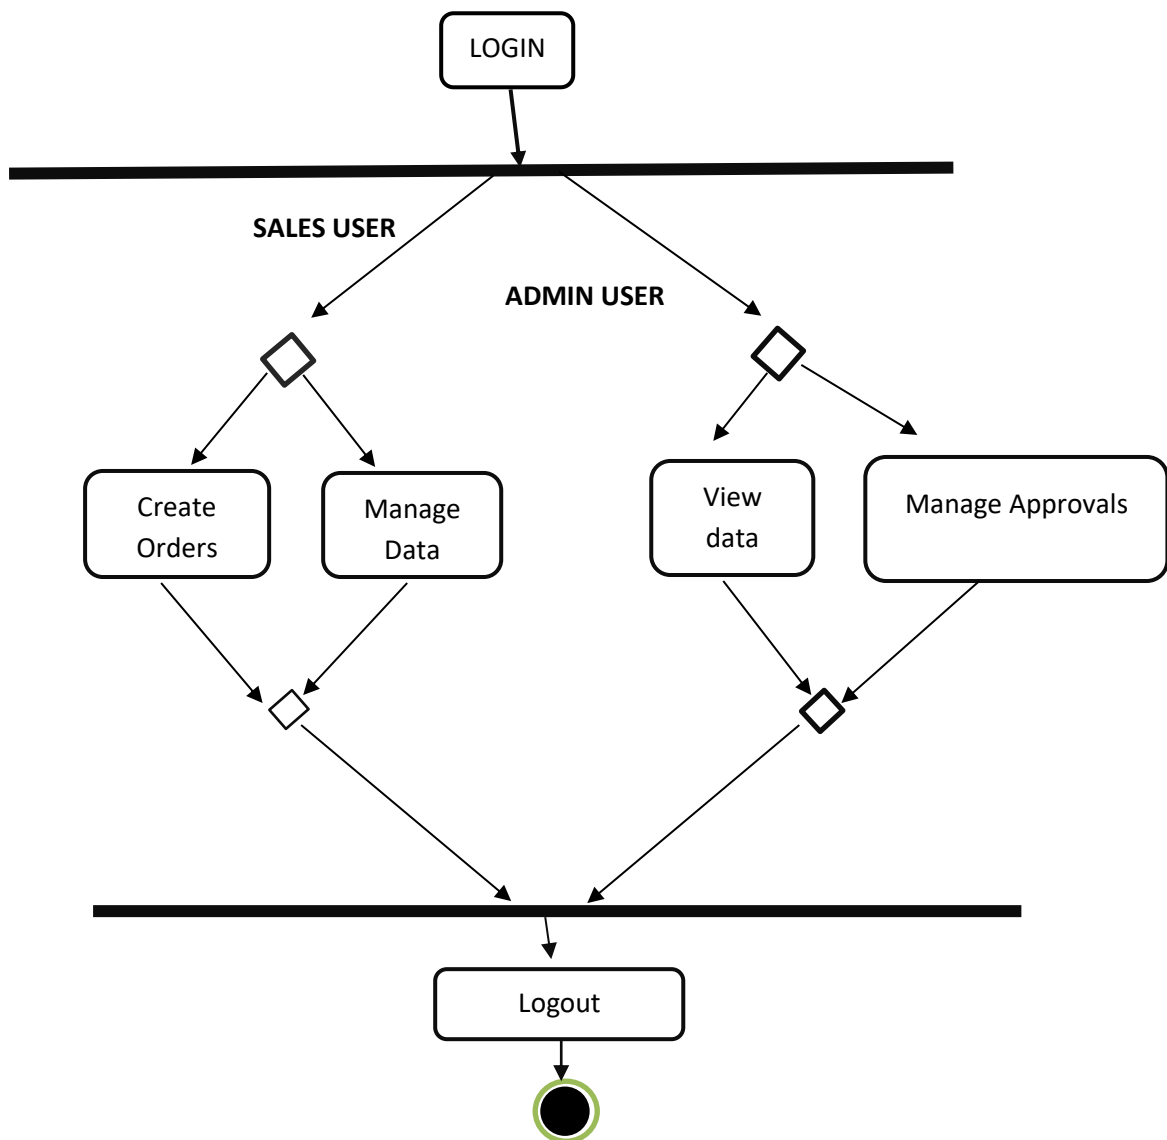 LOGIN
SALES USER
ADMIN USER
Create
Orders
Manage
Data
View
data
Manage Approvals
Logout